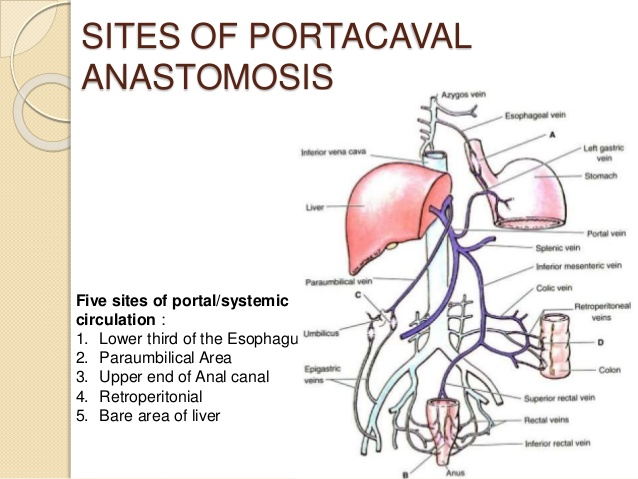 SITES OF PORTACAVAL
ANASTOMOSIS
Azygos vein
Esophageal vein
A
Left gastric
vein
Inferior vena cava
Stomach
Liver
Portal vein
Splenic vein
Inferior mesenteric vein
Paraumbilical vein
Colic vein
C
Retroperitoneal
veins
Umbilicus
D
Colon
Epigastric
veins
Superior rectal vein
Rectal veins
Inferior rectal vein
B
Anus
Five sites of portal/systemic
circulation :
1. Lower third of the Esophagu
2. Paraumbilical Area
3. Upper end of Anal canal
4. Retroperitonial
5. Bare area of liver